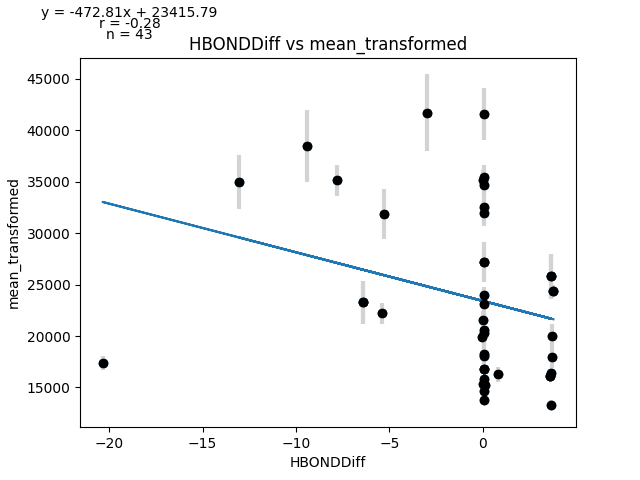 y = -472.81x + 23415.79
r = -0.28
n = 43
HBONDDiff vs mean_transformed
45000
40000
35000
30000
25000
20000
15000
mean_transformed
−20
−15
−10
−5
0
HBONDDiff